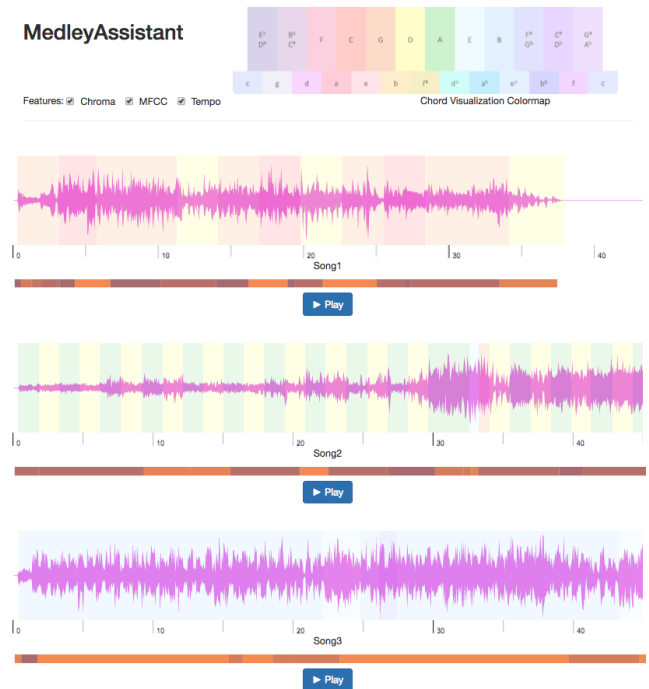 MedleyAssistant
E♭ B♭ F C G D A E B F# C# G#
D# C# G♭ D♭ A♭
c g d a e b f# d♭ a♭ e♭ b♭ f c
Features: Chroma MFCC Tempo
Chord Visualization Colormap
0 10 20 30 40
Song1
► Play
0 10 20 30 40
Song2
► Play
0 10 20 30 40
Song3
► Play